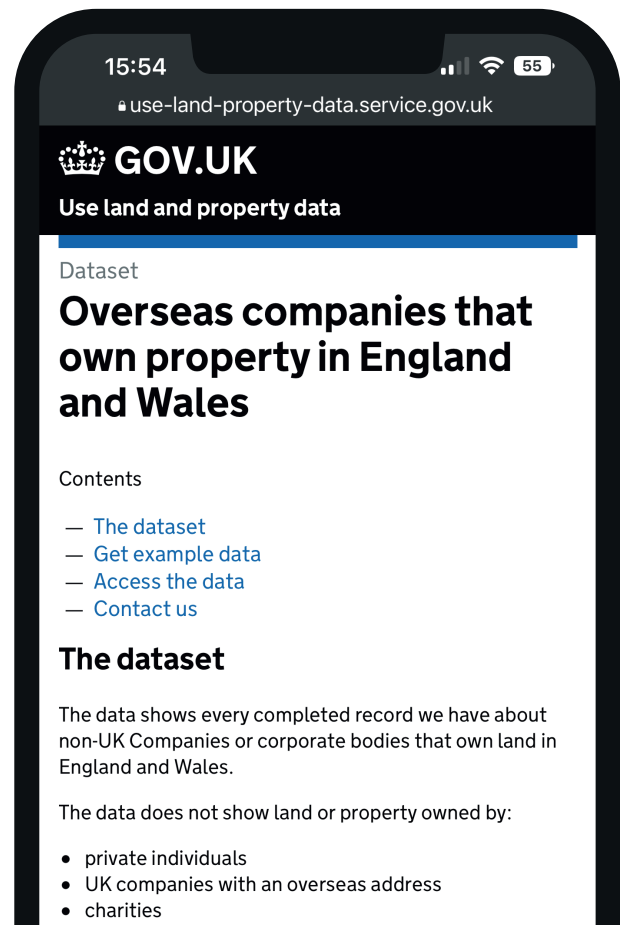 15:54
55
use-land-property-data.service.gov.uk
GOV.UK
Use land and property data
Dataset
Overseas companies that
own property in England
and Wales
Contents
— The dataset
— Get example data
— Access the data
— Contact us
The dataset
The data shows every completed record we have about
non-UK Companies or corporate bodies that own land in
England and Wales.
The data does not show land or property owned by:
• private individuals
• UK companies with an overseas address
• charities